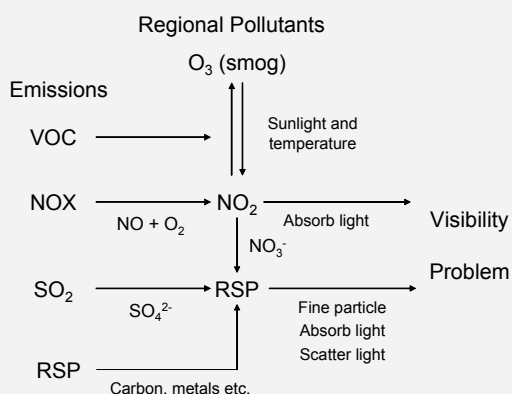 Regional Pollutants
O₃ (smog)
Emissions
Sunlight and
temperature
VOC
NOX
NO + O₂
NO₂
Absorb light
Visibility
Problem
NO₃⁻
SO₂
SO₄²⁻
RSP
Fine particle
Absorb light
Scatter light
RSP
Carbon, metals etc.